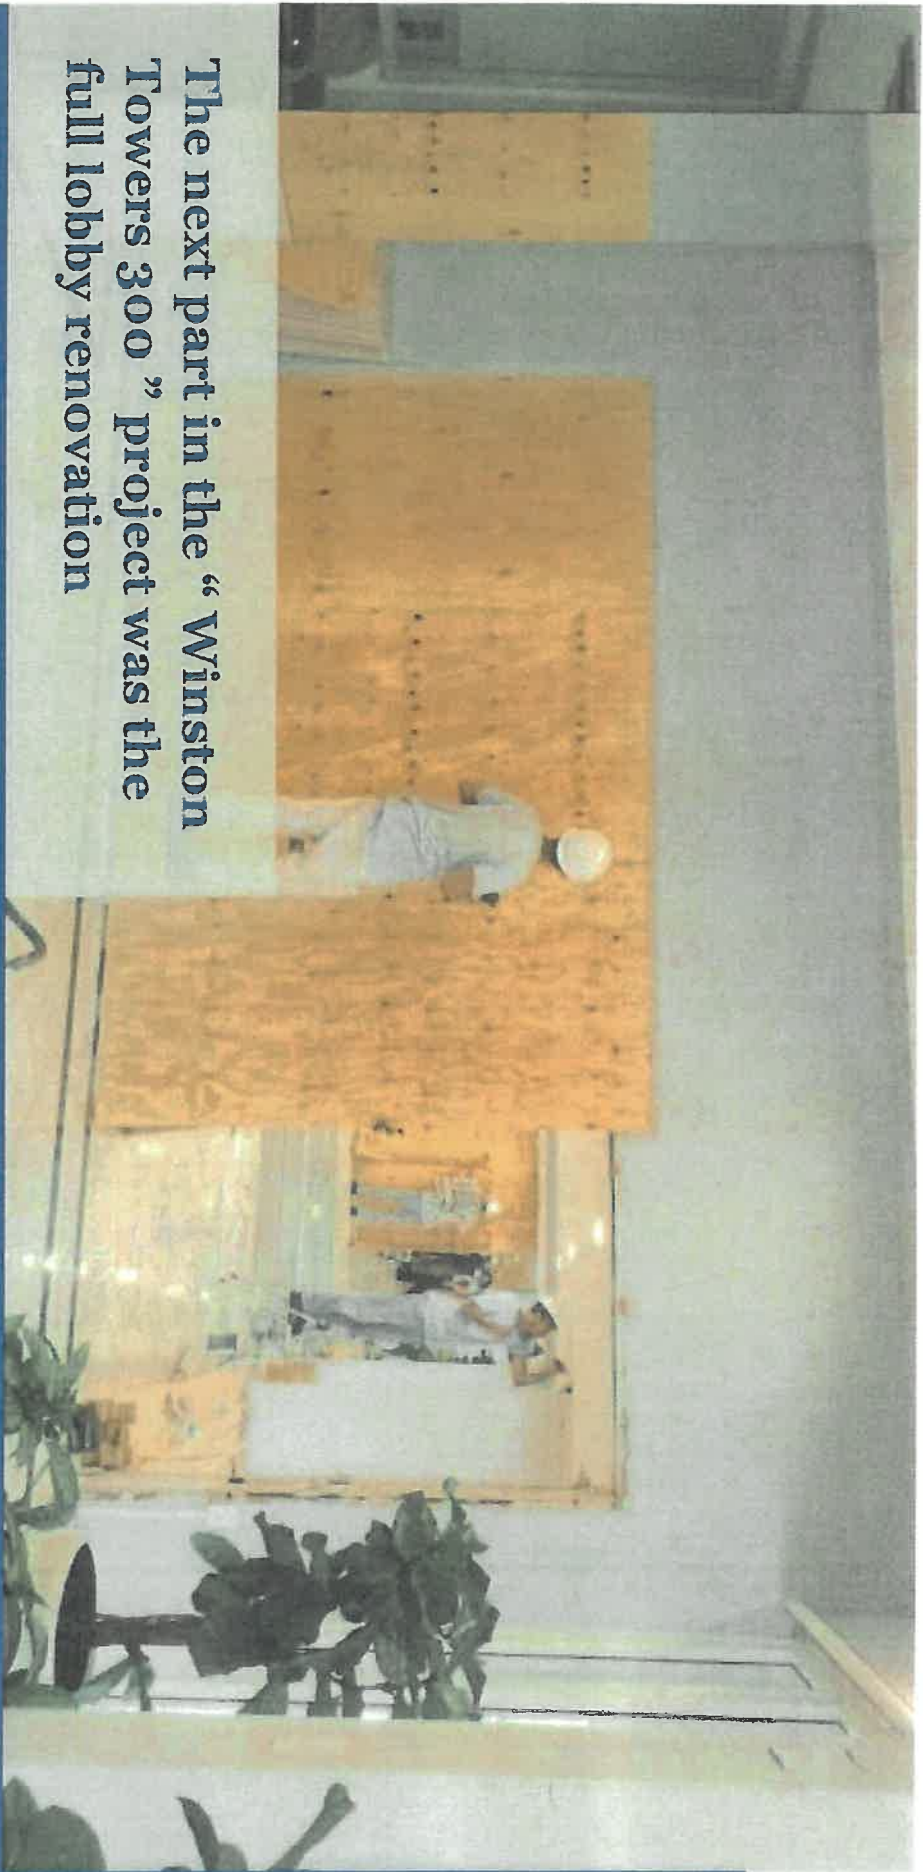 The next part in the “ Winston
Towers 300 ” project was the
full lobby renovation